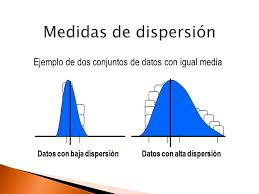 Medidas de dispersión
Ejemplo de dos conjuntos de datos con igual media
Datos con baja dispersión
Datos con alta dispersión